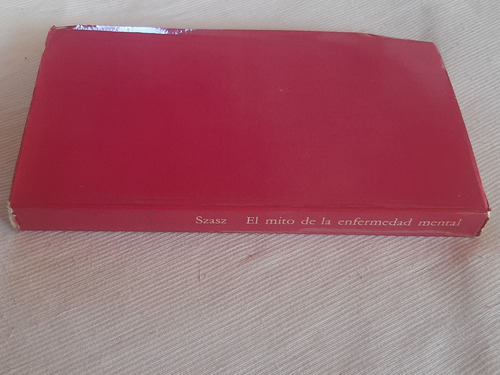 Szasz El mito de la enfermedad mental